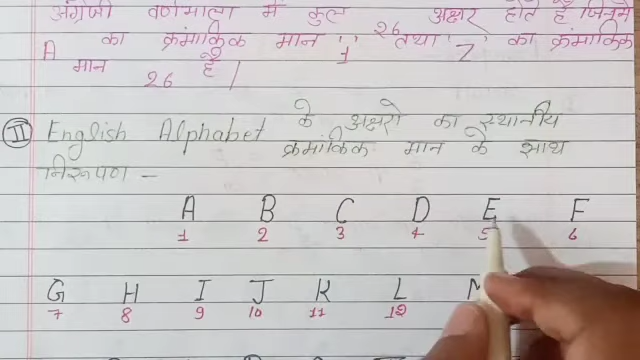 अंग्रेजी वर्णमाला में कुल 26 अक्षर होते हैं जिनमें
A का क्रमांकिक मान '1' तथा 'Z' का क्रमांकिक
मान 26 है।
II English Alphabet के अक्षरो का स्थानीय
क्रमांकिक मान के साथ
निरूपण –
A B C D E F
1 2 3 4 5 6
G H I J K L M
7 8 9 10 11 12